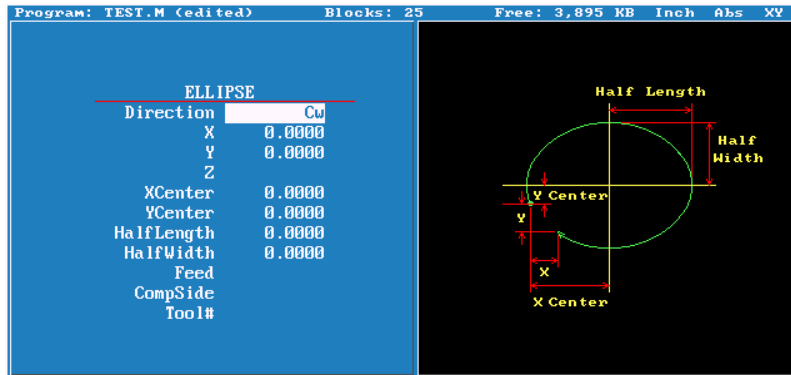 Program: TEST.M (edited) Blocks: 25 Free: 3,895 KB Inch Abs XY
ELLIPSE
Direction Cw
X 0.0000
Y 0.0000
Z
XCenter 0.0000
YCenter 0.0000
HalfLength 0.0000
HalfWidth 0.0000
Feed
CompSide
Tool#
Half Length
Half
Width
Y Center
Y
X
X Center